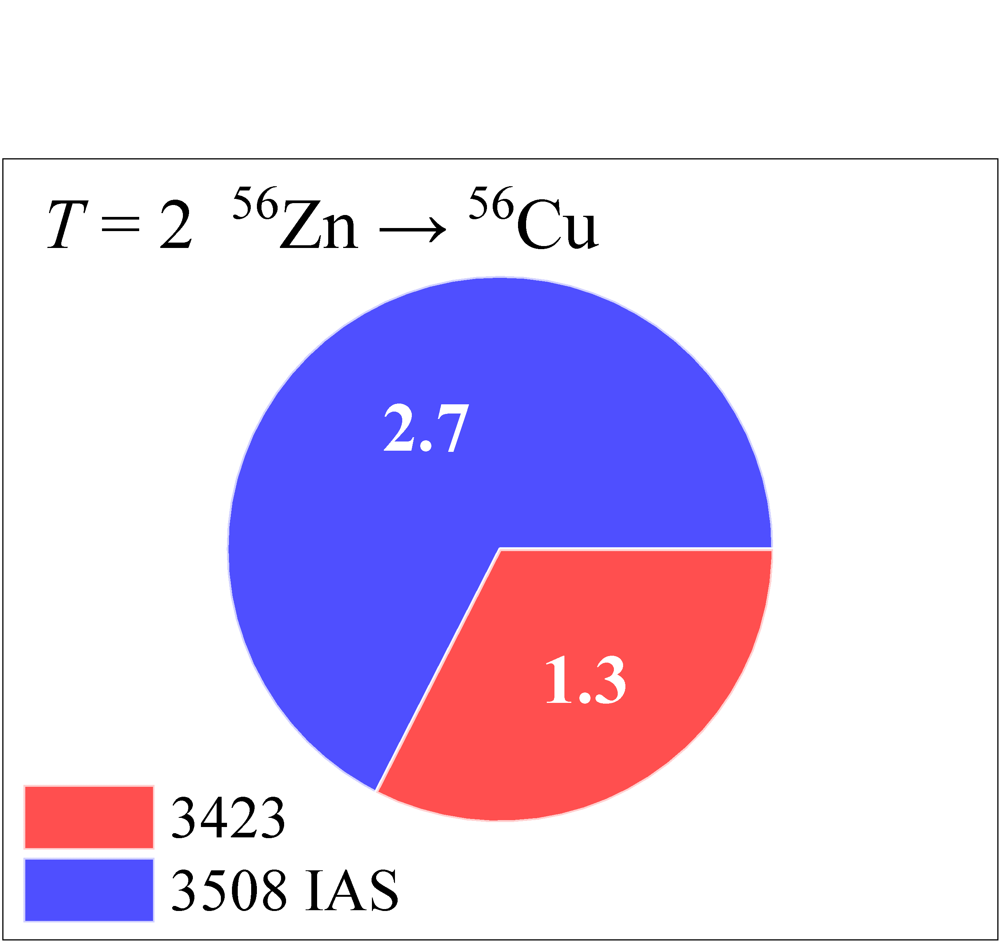 T = 2 ⁵⁶Zn → ⁵⁶Cu
2.7
1.3
3423
3508 IAS